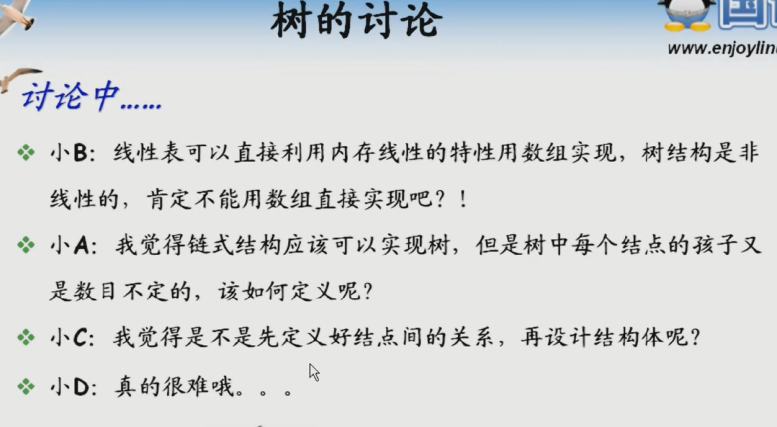 树的讨论
www.enjoylinu
讨论中……
小B：线性表可以直接利用内存线性的特性用数组实现，树结构是非
线性的，肯定不能用数组直接实现吧？！
小A：我觉得链式结构应该可以实现树，但是树中每个结点的孩子又
是数目不定的，该如何定义呢？
小C：我觉得是不是先定义好结点间的关系，再设计结构体呢？
小D：真的很难哦。。。